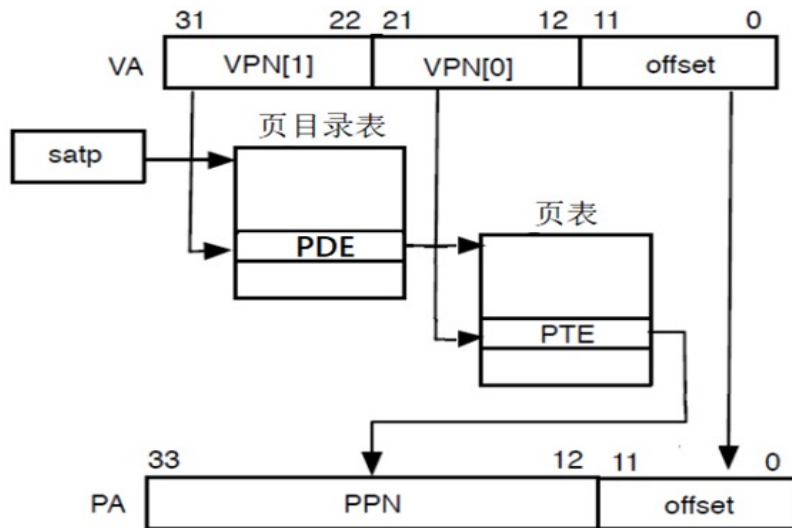 31 22 21 12 11 0
VA VPN[1] VPN[0] offset
页目录表
satp
页表
PDE
PTE
33 12 11 0
PA PPN offset